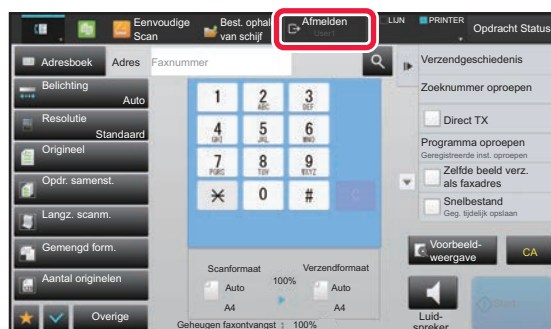 Eenvoudige
Scan
Best. ophal
van schijf
Afmelden
User1
LIJN
PRINTER
Opdracht Status
Adresboek
Adres
Faxnummer
Verzendgeschiedenis
Belichting
Auto
Zoeknummer oproepen
Resolutie
Standaard
Direct TX
Origineel
Programma oproepen
Geregistreerde inst. oproepen
Opdr. samenst.
Zelfde beeld verz.
als faxadres
Langz. scanm.
Snelbestand
Geg. tijdelijk opslaan
Gemengd form.
Voorbeeld-
weergave
CA
Aantal originelen
Overige
1
2
ABC
3
DEF
4
GHI
5
JKL
6
MNO
7
PQRS
8
TUV
9
WXYZ
0
#
Scanformaat
Verzendformaat
100%
Auto
A4
Auto
A4
Geheugen faxontvangst : 100%
Luid-
spreker
Start